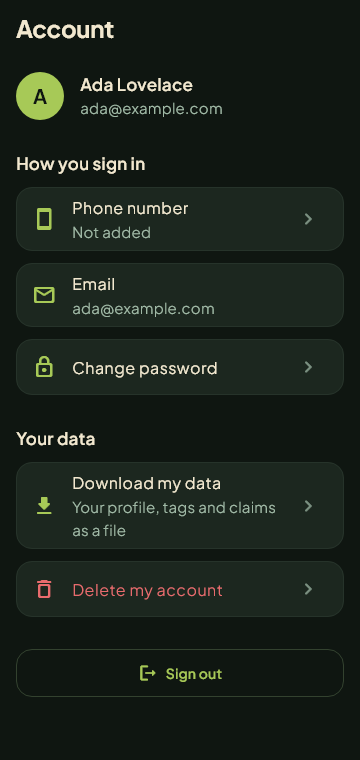 Account
A
Ada Lovelace
ada@example.com
How you sign in
Phone number
Not added
Email
ada@example.com
Change password
Your data
Download my data
Your profile, tags and claims
as a file
Delete my account
Sign out